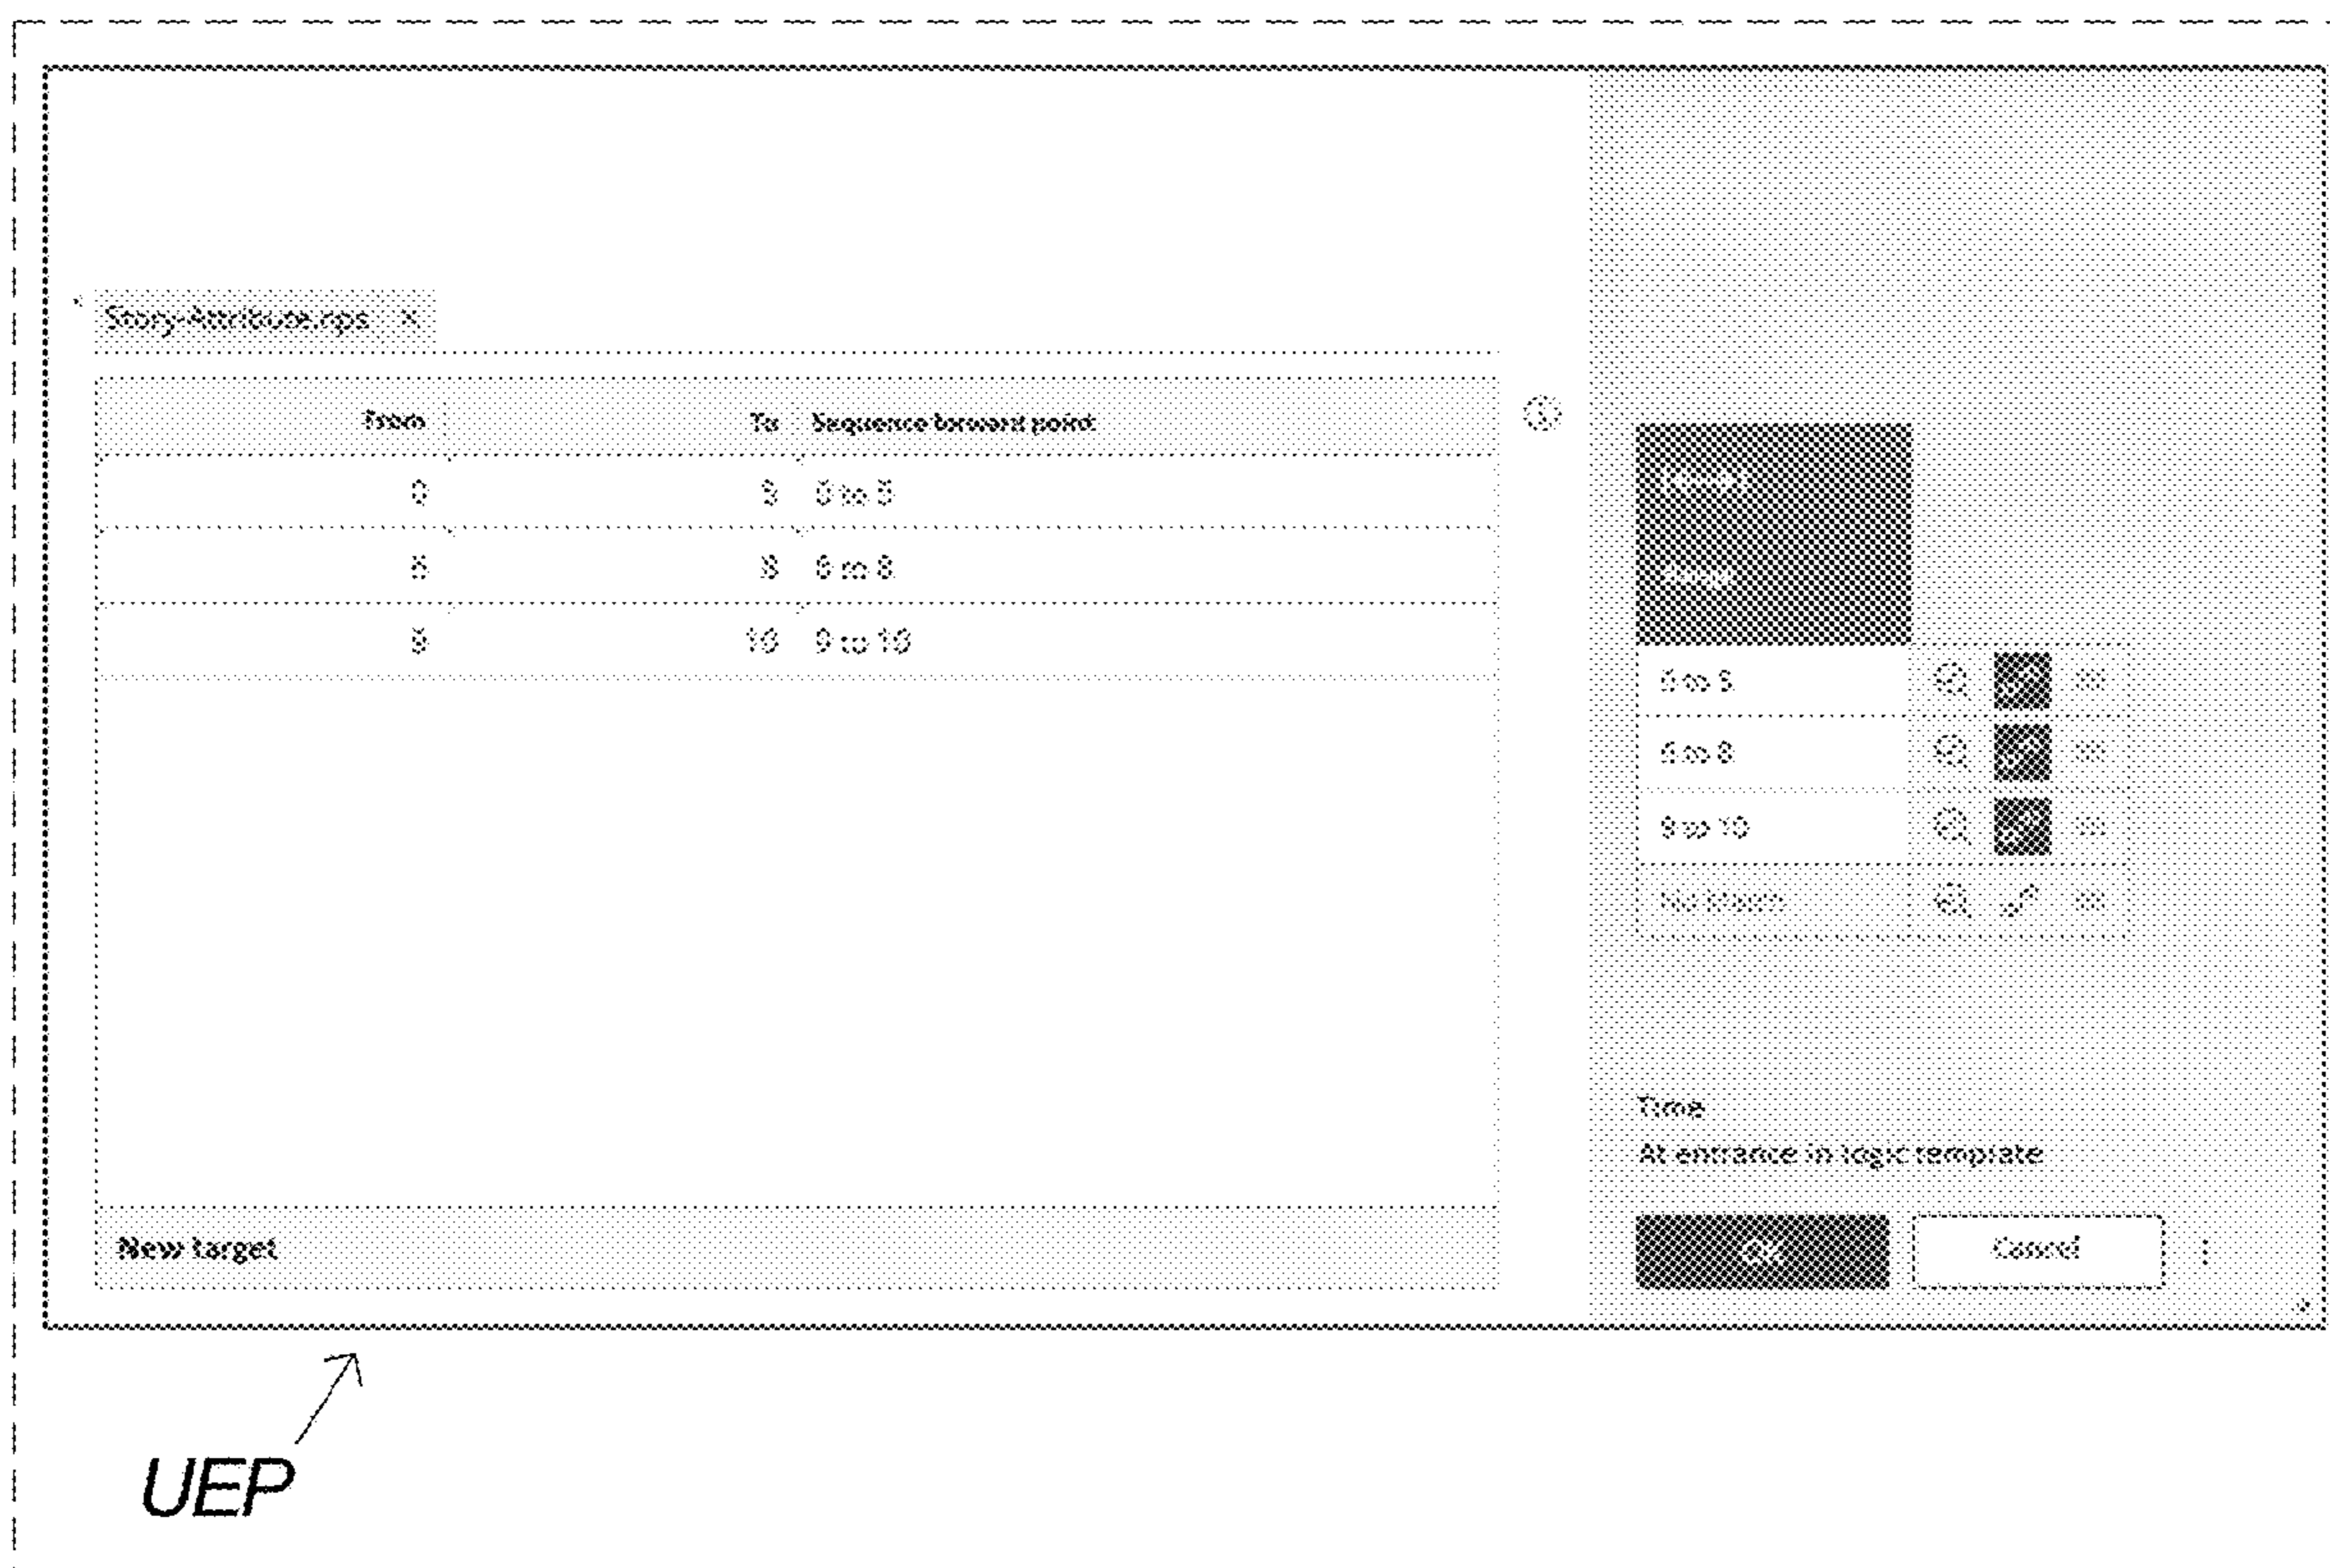 Story-Attribute.rps ×
From To Sequence forward point
0 5 0 to 5
6 8 6 to 8
9 10 9 to 10
0 to 5
6 to 8
9 to 10
No match
Time
At entrance in logic template
New target
OK Cancel
UEP